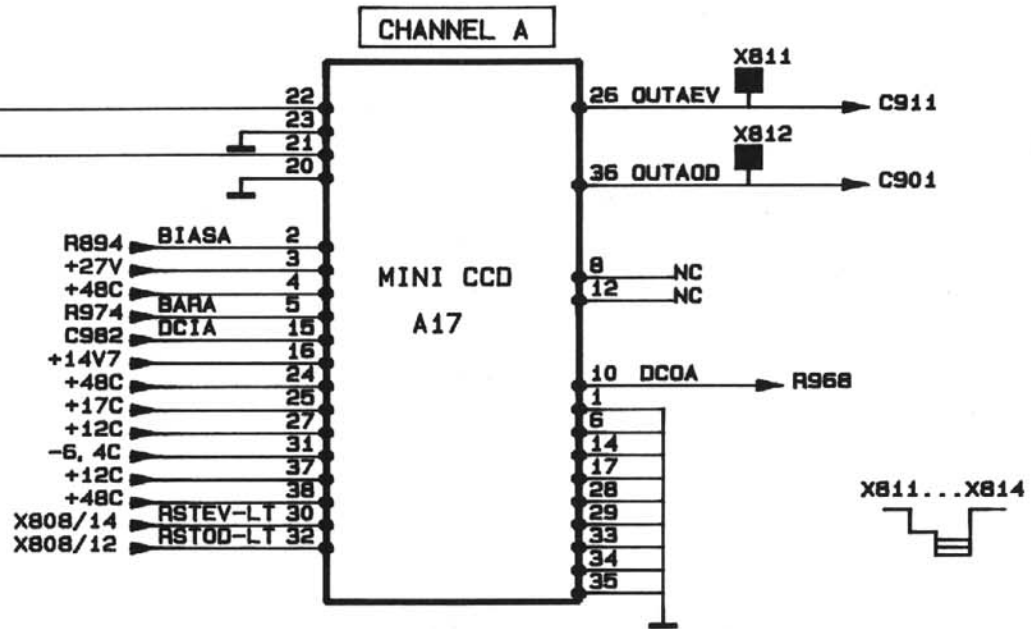 CHANNEL A
X811
22
26 OUTAEV
C911
23
X812
21
20
36 OUTAOD
C901
R894 BIASA 2
+27V 3
8 NC
+48C 4
MINI CCD
12 NC
R974 BARA 5
A17
C982 DCIA 15
+14V7 16
+48C 24
10 DCOA
R968
+17C 25
1
+12C 27
6
-6, 4C 31
14
+12C 37
17
+48C 38
28
X811...X814
X808/14 RSTEV-LT 30
29
X808/12 RSTOD-LT 32
33
34
35